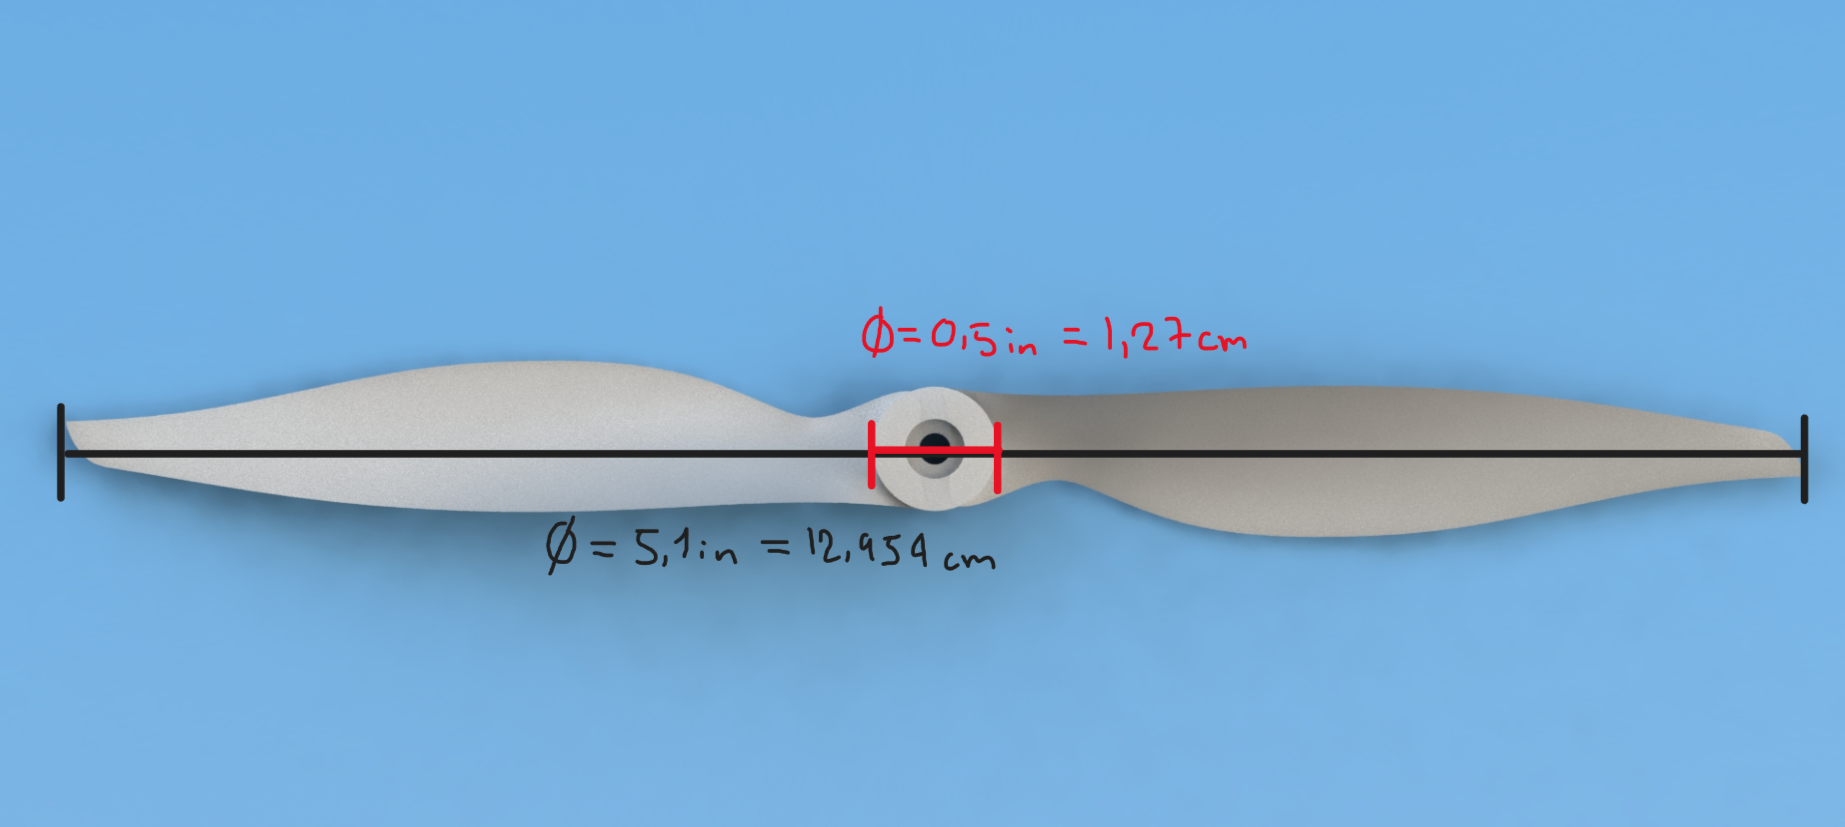 Ø=0,5in = 1,27cm
Ø = 5,1in = 12,954 cm